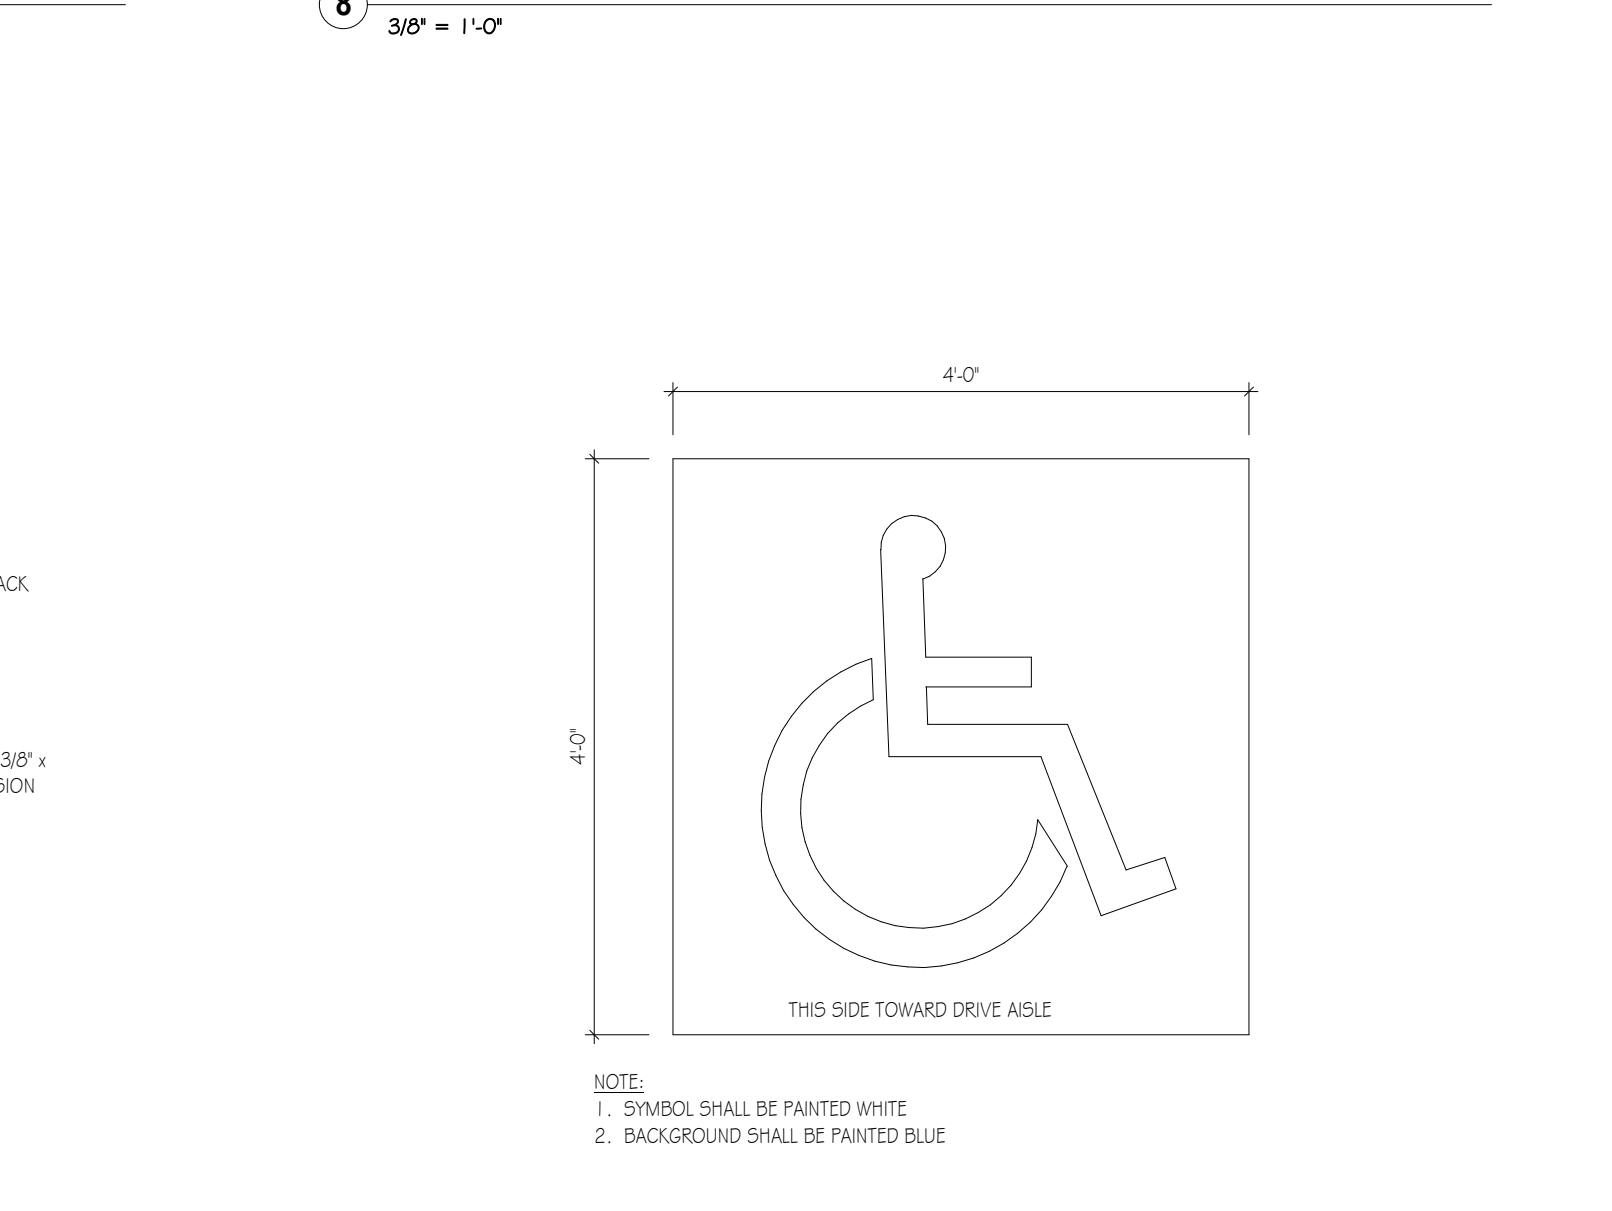 8
3/8" = 1'-0"
4'-0"
ACK
4'-0"
3/8" x
SION
THIS SIDE TOWARD DRIVE AISLE
NOTE:
1. SYMBOL SHALL BE PAINTED WHITE
2. BACKGROUND SHALL BE PAINTED BLUE